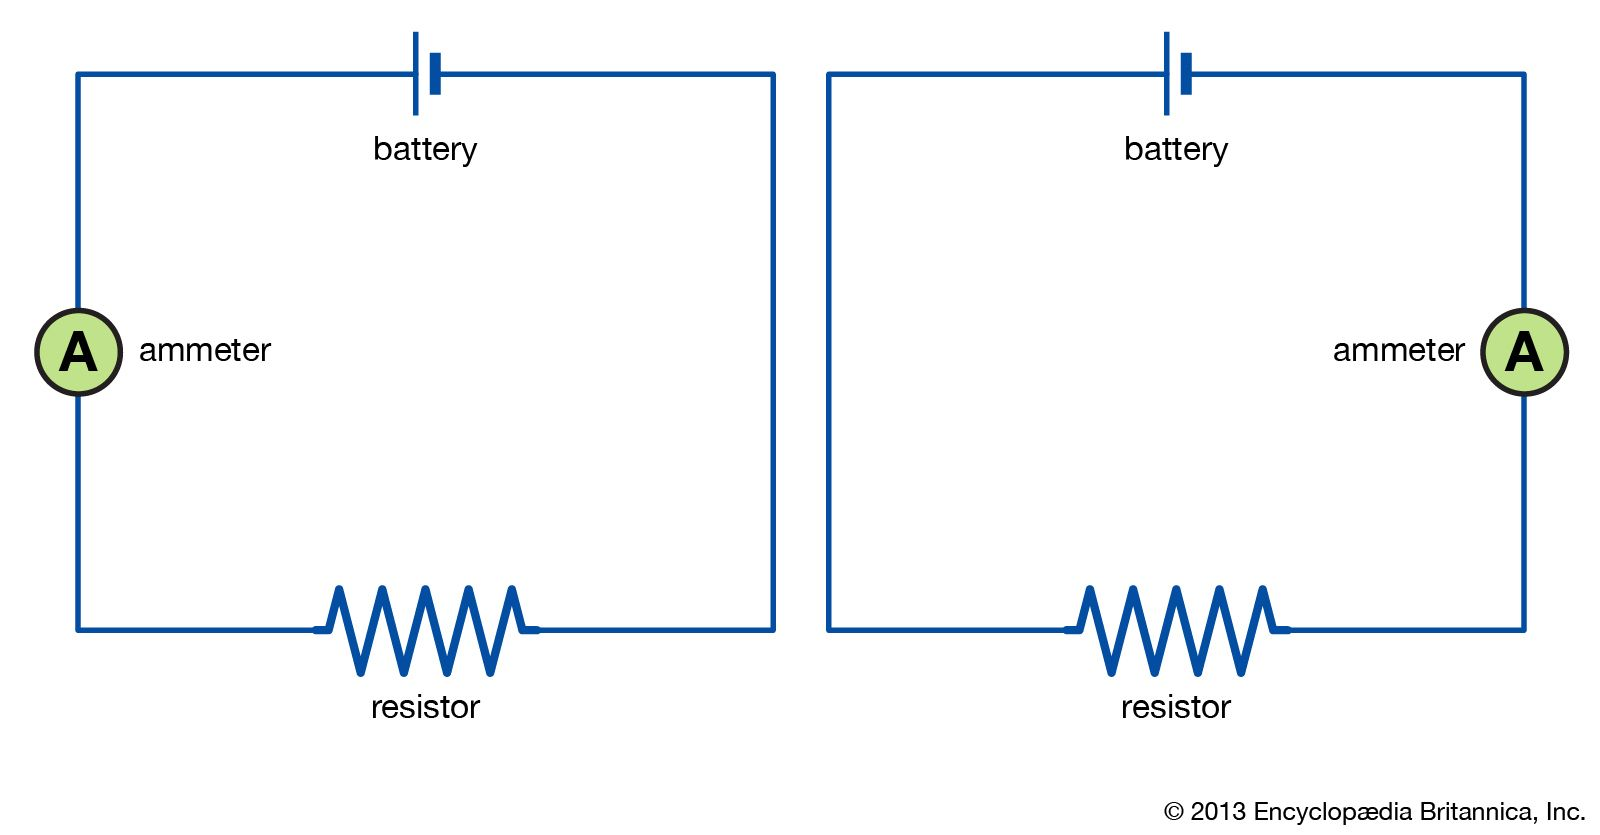 battery
battery
A
ammeter
ammeter
A
resistor
resistor
© 2013 Encyclopædia Britannica, Inc.